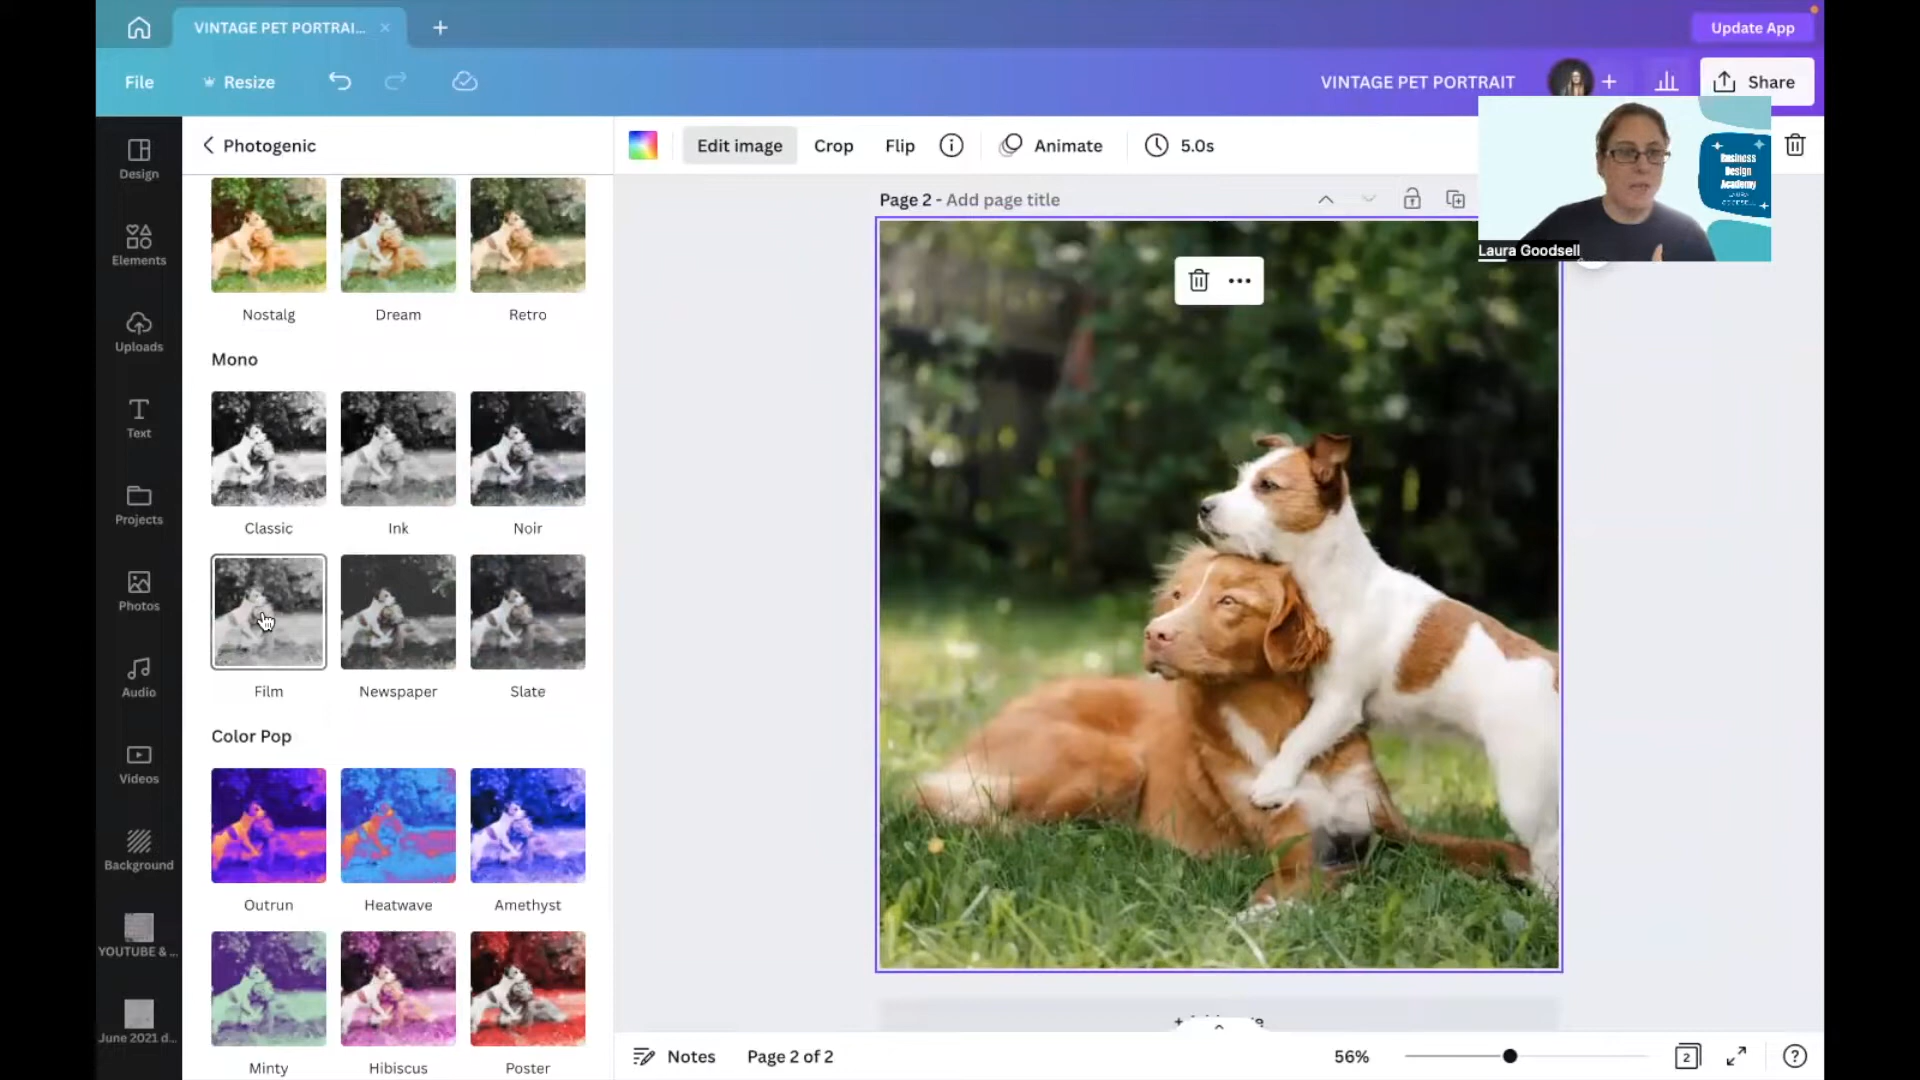 VINTAGE PET PORTRAI...
Update App
File
Resize
VINTAGE PET PORTRAIT
Share
Design
Elements
Uploads
Text
Projects
Photos
Audio
Videos
Background
YOUTUBE & ...
June 2021 d...
Photogenic
Nostalg
Dream
Retro
Mono
Classic
Ink
Noir
Film
Newspaper
Slate
Color Pop
Outrun
Heatwave
Amethyst
Minty
Hibiscus
Poster
Edit image
Crop
Flip
Animate
5.0s
Page 2 - Add page title
Business
Design
Academy
Laura Goodsell
Notes
Page 2 of 2
56%
2